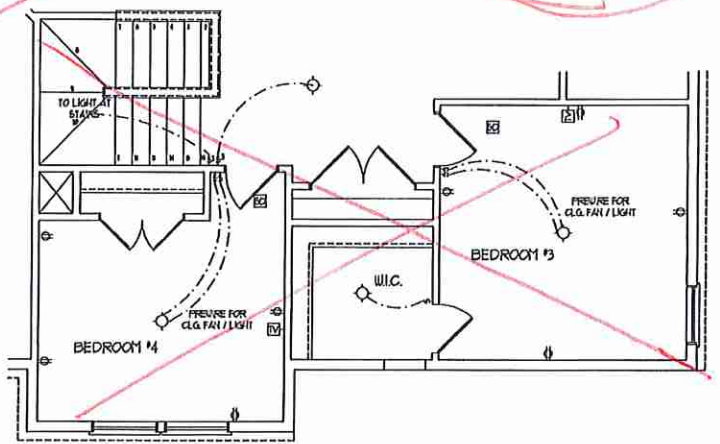 TO LIGHT AT
STAIRS
PREWIRE FOR
CLG. FAN / LIGHT
BEDROOM #3
W.I.C.
PREWIRE FOR
CLG. FAN / LIGHT
TV
BEDROOM #4